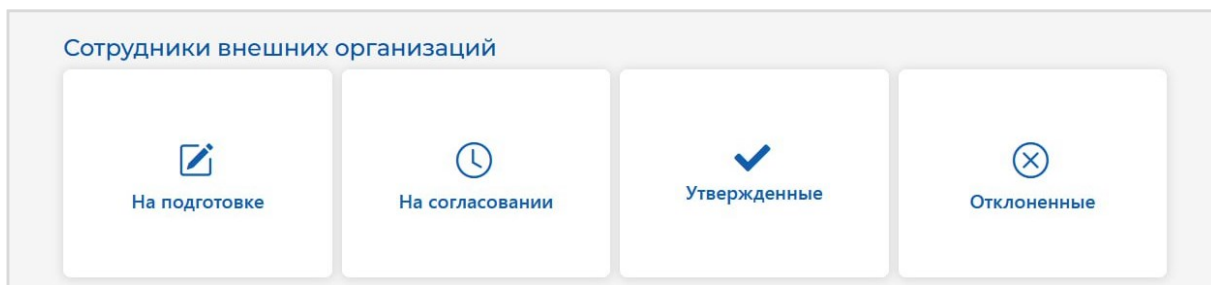 Сотрудники внешних организаций
На подготовке
На согласовании
Утвержденные
Отклоненные